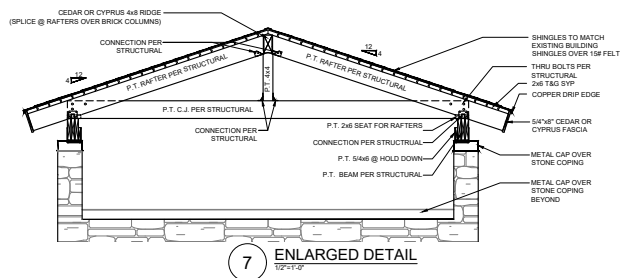 CEDAR OR CYPRUS 4x8 RIDGE
(SPLICE @ RAFTERS OVER BRICK COLUMNS)
CONNECTION PER
STRUCTURAL
12
4
P.T. RAFTER PER STRUCTURAL
P.T. 4x4
P.T. RAFTER PER STRUCTURAL
12
4
SHINGLES TO MATCH
EXISTING BUILDING
SHINGLES OVER 15# FELT
THRU BOLTS PER
STRUCTURAL
2x6 T&G SYP
COPPER DRIP EDGE
P.T. C.J. PER STRUCTURAL
CONNECTION PER
STRUCTURAL
P.T. 2x6 SEAT FOR RAFTERS
CONNECTION PER STRUCTRUAL
P.T. 5/4x6 @ HOLD DOWN
P.T. BEAM PER STRUCTURAL
5/4"x8" CEDAR OR
CYPRUS FASCIA
METAL CAP OVER
STONE COPING
METAL CAP OVER
STONE COPING
BEYOND
7
ENLARGED DETAIL
1/2"=1'-0"